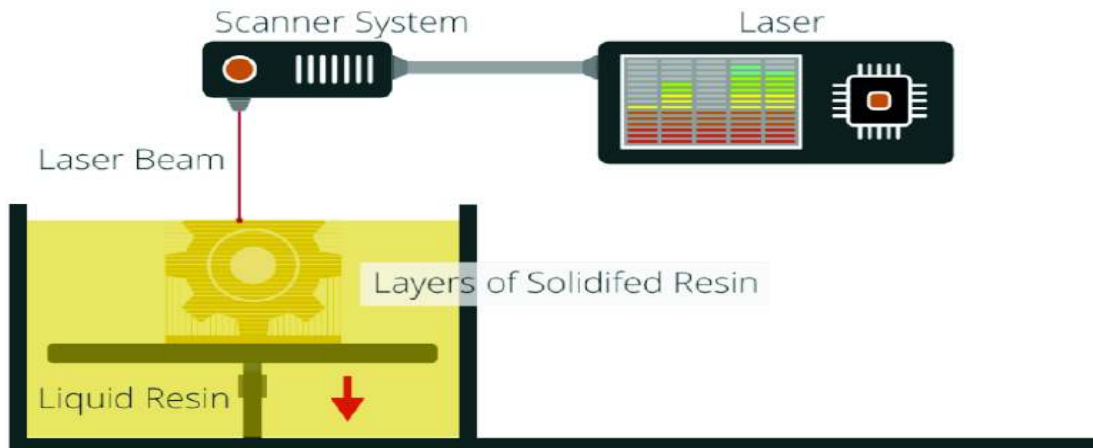 Scanner System
Laser
Laser Beam
Layers of Solidifed Resin
Liquid Resin